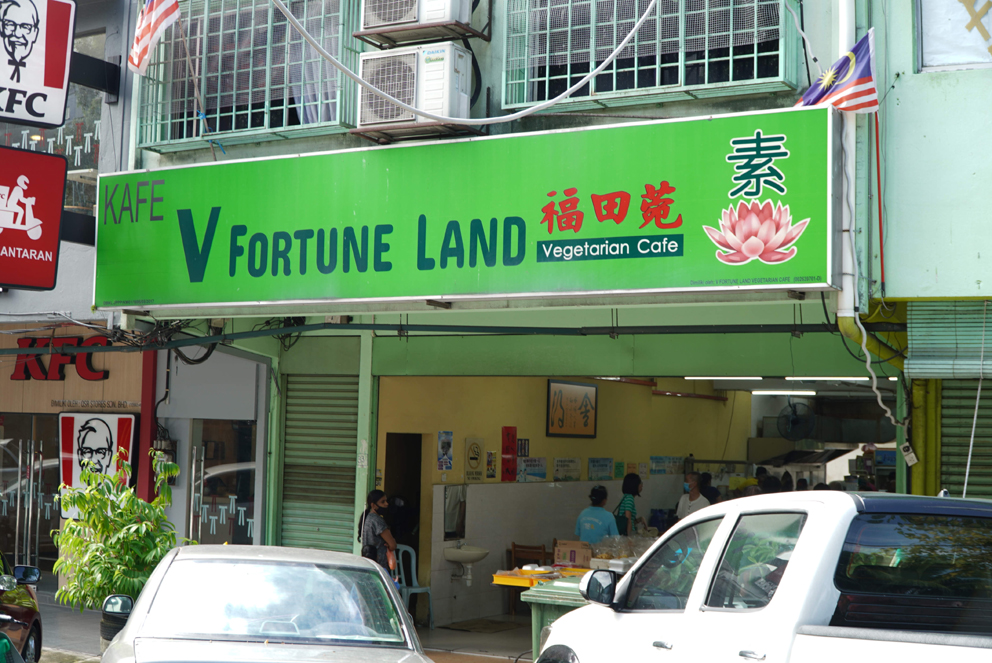 KFC
ANTARAN
KFC
KAFE
V FORTUNE LAND
福田苑
Vegetarian Cafe
素